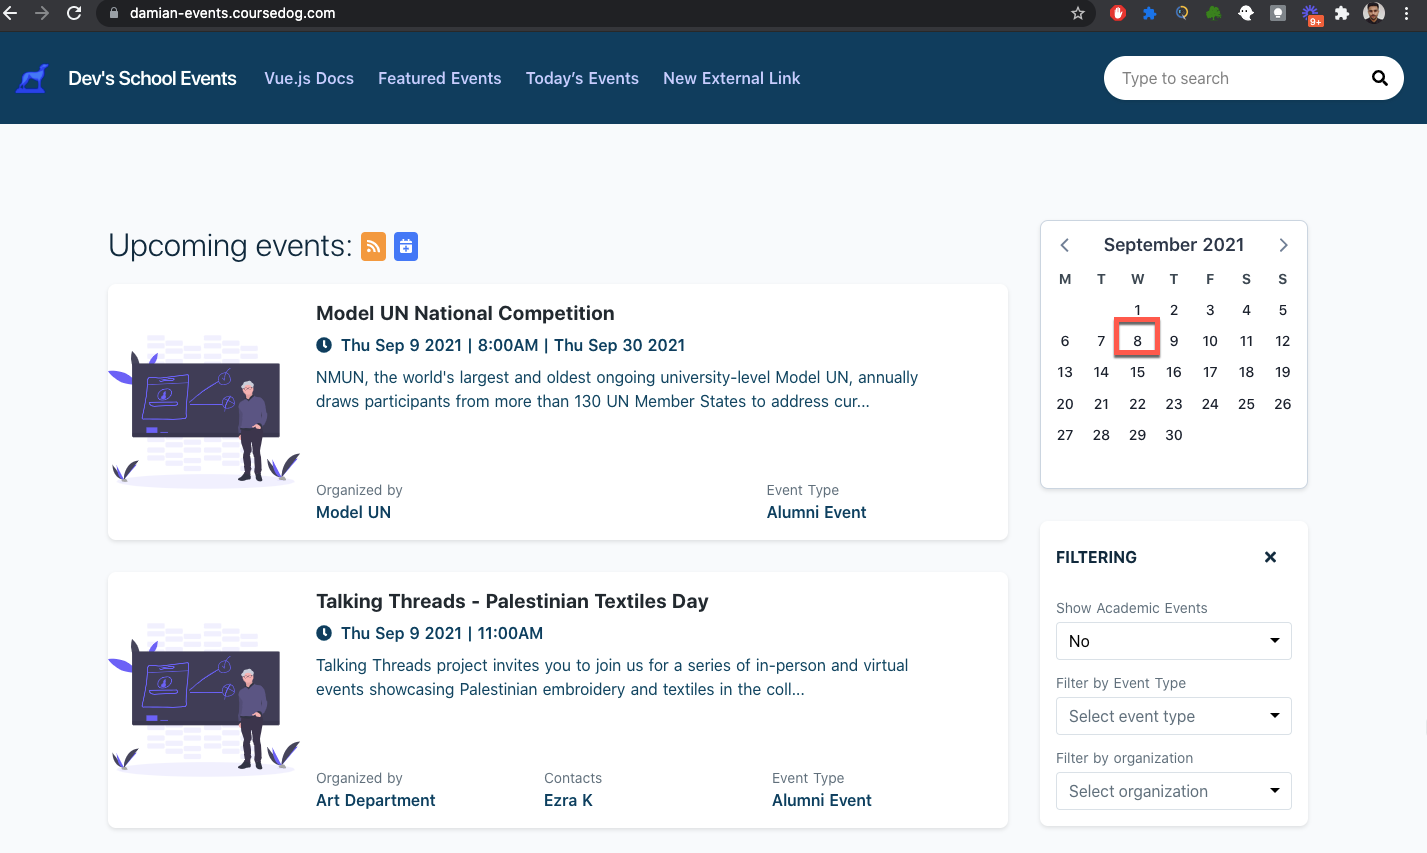 damian-events.coursedog.com
9+
Dev's School Events
Vue.js Docs
Featured Events
Today's Events
New External Link
Type to search
Upcoming events:
Model UN National Competition
Thu Sep 9 2021 | 8:00AM | Thu Sep 30 2021
NMUN, the world's largest and oldest ongoing university-level Model UN, annually
draws participants from more than 130 UN Member States to address cur...
Organized by
Model UN
Event Type
Alumni Event
Talking Threads - Palestinian Textiles Day
Thu Sep 9 2021 | 11:00AM
Talking Threads project invites you to join us for a series of in-person and virtual
events showcasing Palestinian embroidery and textiles in the coll...
Organized by
Art Department
Contacts
Ezra K
Event Type
Alumni Event
September 2021
M T W T F S S
1 2 3 4 5
6 7 8 9 10 11 12
13 14 15 16 17 18 19
20 21 22 23 24 25 26
27 28 29 30
FILTERING
Show Academic Events
No
Filter by Event Type
Select event type
Filter by organization
Select organization